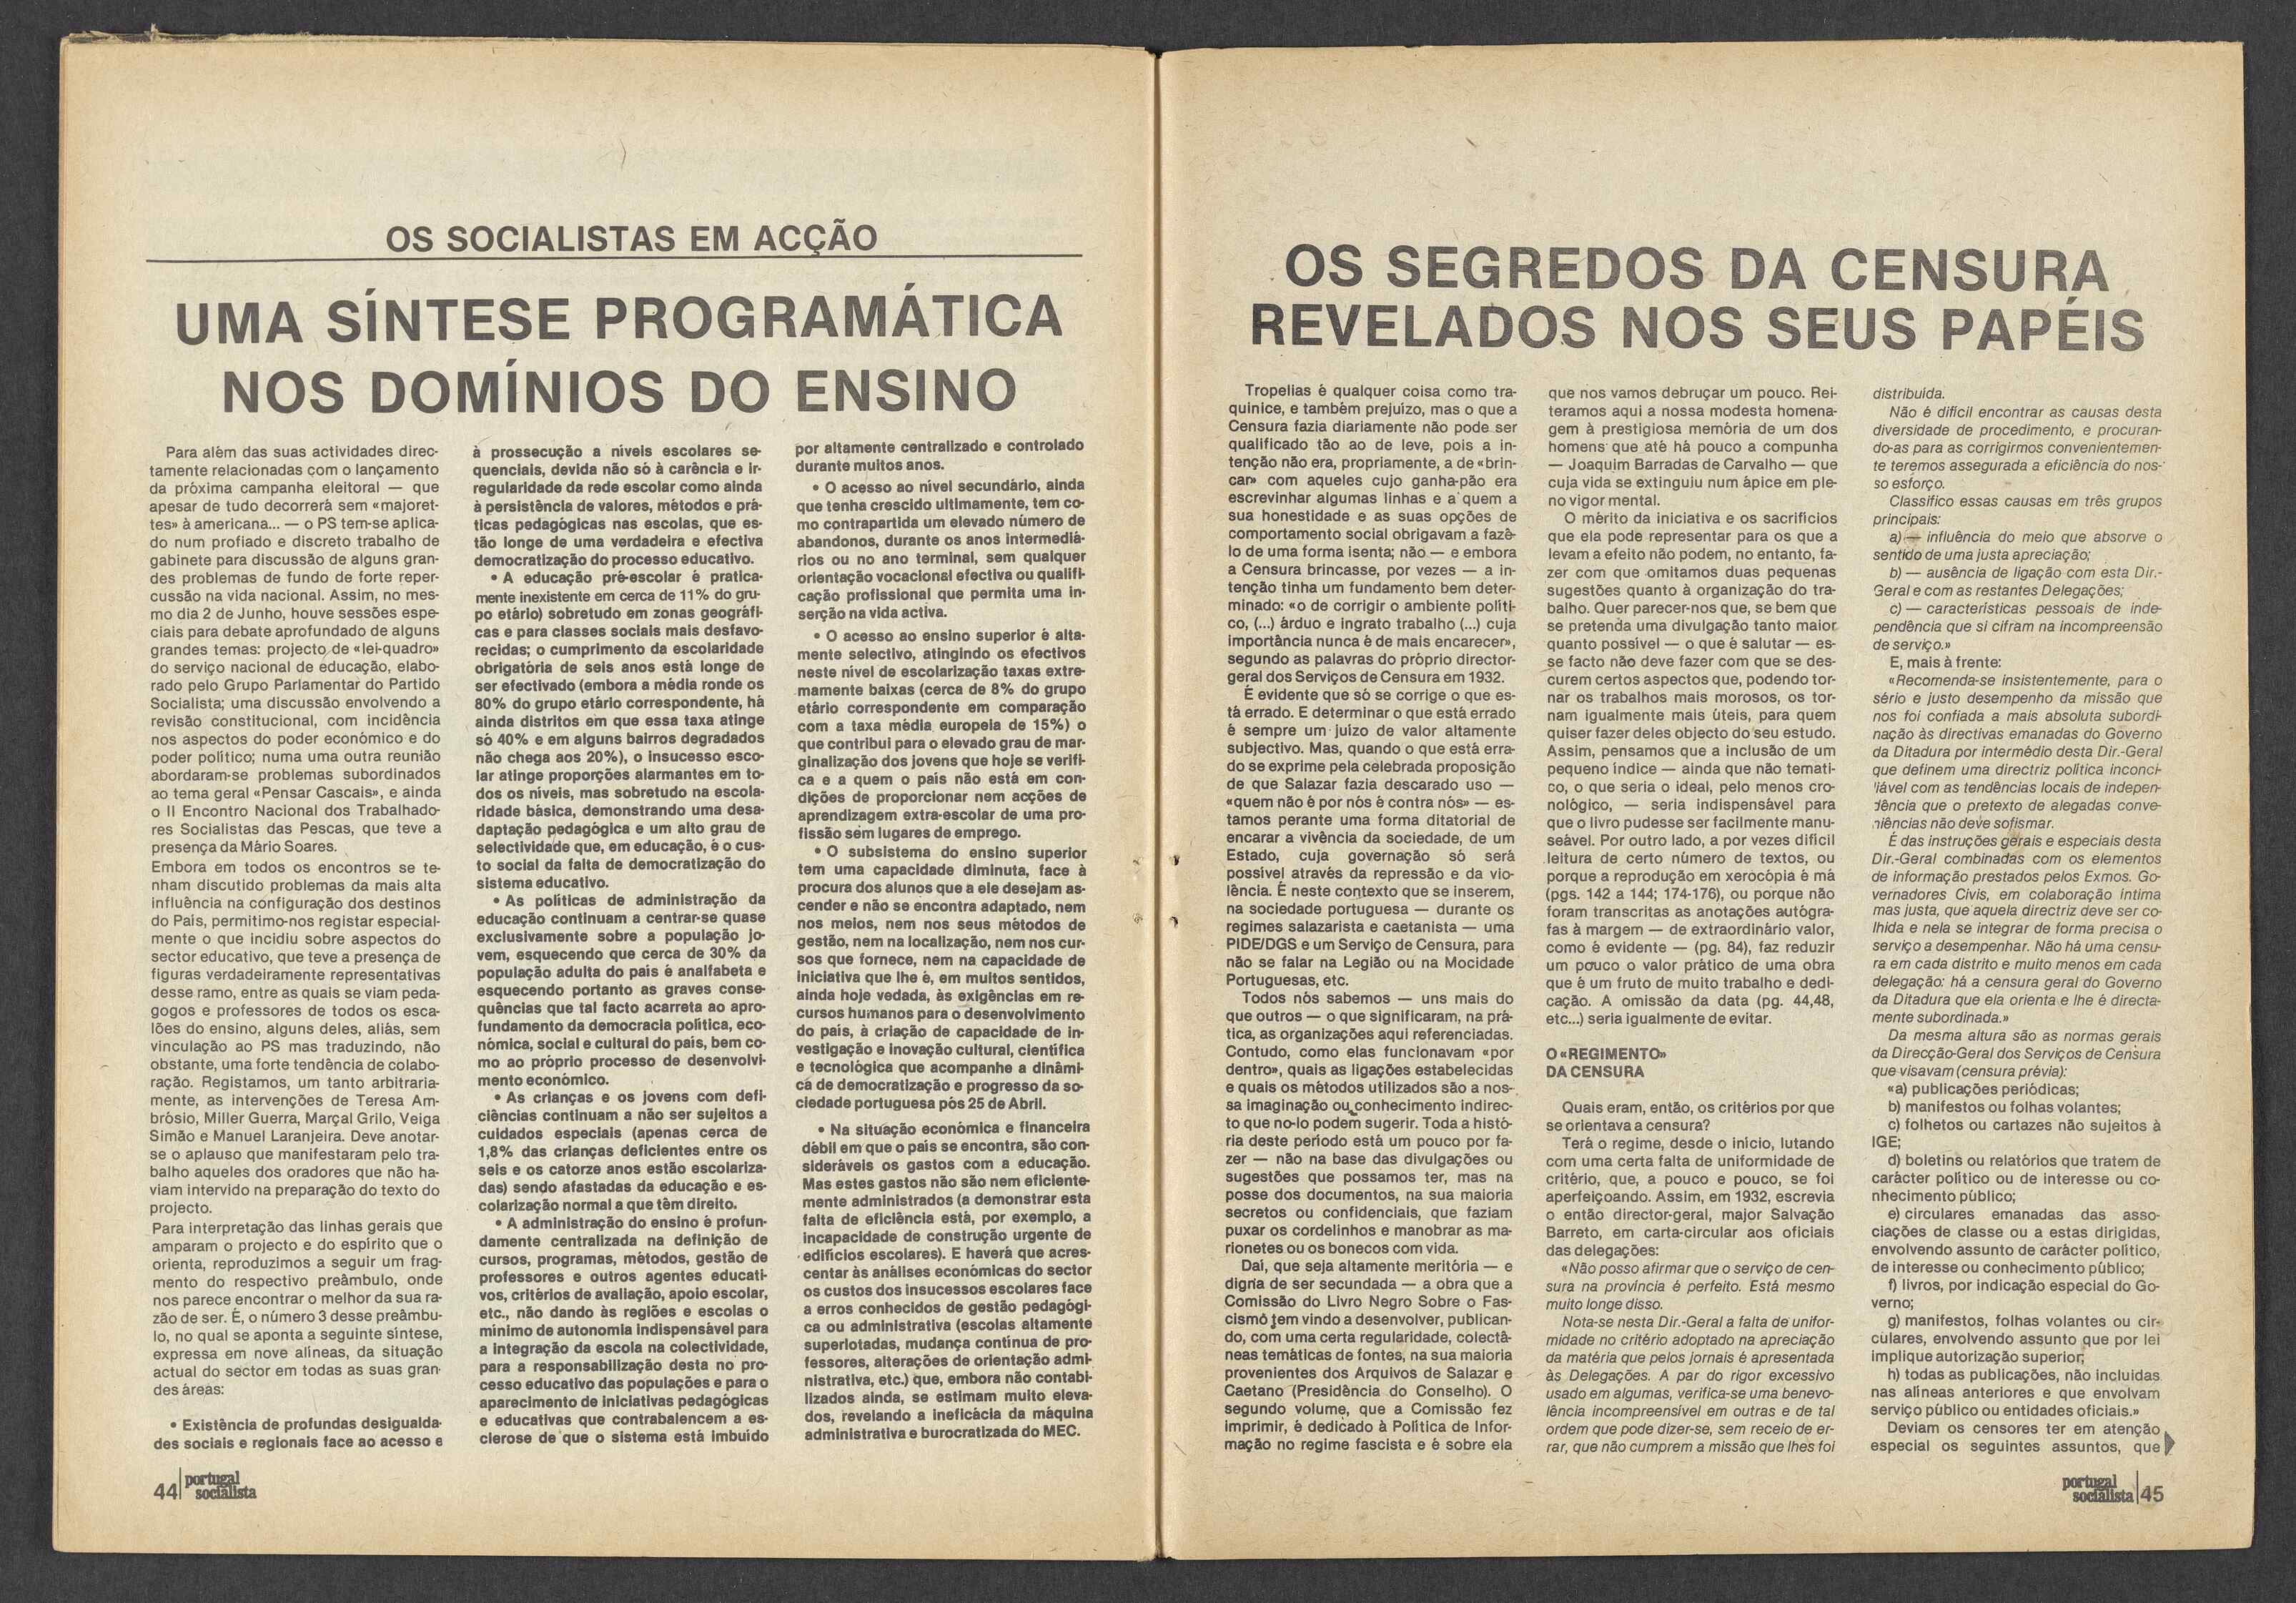 OS SOCIALISTAS EM ACÇÃO
UMA SÍNTESE PROGRAMÁTICA
NOS DOMÍNIOS DO ENSINO
Para além das suas actividades direc-
tamente relacionadas com o lançamento
da próxima campanha eleitoral — que
apesar de tudo decorrerá sem «majoret-
tes» à americana... — o PS tem-se aplica-
do num profiado e discreto trabalho de
gabinete para discussão de alguns gran-
des problemas de fundo de forte reper-
cussão na vida nacional. Assim, no mes-
mo dia 2 de Junho, houve sessões espe-
ciais para debate aprofundado de alguns
grandes temas: projecto de «lei-quadro»
do serviço nacional de educação, elabo-
rado pelo Grupo Parlamentar do Partido
Socialista; uma discussão envolvendo a
revisão constitucional, com incidência
nos aspectos do poder económico e do
poder político; numa uma outra reunião
abordaram-se problemas subordinados
ao tema geral «Pensar Cascais», e ainda
o II Encontro Nacional dos Trabalhado-
res Socialistas das Pescas, que teve a
presença da Mário Soares.
Embora em todos os encontros se te-
nham discutido problemas da mais alta
influência na configuração dos destinos
do País, permitimo-nos registar especial-
mente o que incidiu sobre aspectos do
sector educativo, que teve a presença de
figuras verdadeiramente representativas
desse ramo, entre as quais se viam peda-
gogos e professores de todos os esca-
lões do ensino, alguns deles, aliás, sem
vinculação ao PS mas traduzindo, não
obstante, uma forte tendência de colabo-
ração. Registamos, um tanto arbitraria-
mente, as intervenções de Teresa Am-
brósio, Miller Guerra, Marçal Grilo, Veiga
Simão e Manuel Laranjeira. Deve anotar-
se o aplauso que manifestaram pelo tra-
balho aqueles dos oradores que não ha-
viam intervido na preparação do texto do
projecto.
Para interpretação das linhas gerais que
amparam o projecto e do espírito que o
orienta, reproduzimos a seguir um frag-
mento do respectivo preâmbulo, onde
nos parece encontrar o melhor da sua ra-
zão de ser. É, o número 3 desse preâmbu-
lo, no qual se aponta a seguinte síntese,
expressa em nove alíneas, da situação
actual do sector em todas as suas gran-
des áreas:
• Existência de profundas desigualda-
des sociais e regionais face ao acesso e
à prossecução a níveis escolares se-
quenciais, devida não só à carência e ir-
regularidade da rede escolar como ainda
à persistência de valores, métodos e prá-
ticas pedagógicas nas escolas, que es-
tão longe de uma verdadeira e efectiva
democratização do processo educativo.
• A educação pré-escolar é pratica-
mente inexistente em cerca de 11% do gru-
po etário) sobretudo em zonas geográfi-
cas e para classes sociais mais desfavo-
recidas; o cumprimento da escolaridade
obrigatória de seis anos está longe de
ser efectivado (embora a média ronde os
80% do grupo etário correspondente, há
ainda distritos em que essa taxa atinge
só 40% e em alguns bairros degradados
não chega aos 20%), o insucesso esco-
lar atinge proporções alarmantes em to-
dos os níveis, mas sobretudo na escola-
ridade básica, demonstrando uma desa-
daptação pedagógica e um alto grau de
selectividade que, em educação, é o cus-
to social da falta de democratização do
sistema educativo.
• As políticas de administração da
educação continuam a centrar-se quase
exclusivamente sobre a população jo-
vem, esquecendo que cerca de 30% da
população adulta do país é analfabeta e
esquecendo portanto as graves conse-
quências que tal facto acarreta ao apro-
fundamento da democracia política, eco-
nómica, social e cultural do país, bem co-
mo ao próprio processo de desenvolvi-
mento económico.
• As crianças e os jovens com defi-
ciências continuam a não ser sujeitos a
cuidados especiais (apenas cerca de
1,8% das crianças deficientes entre os
seis e os catorze anos estão escolariza-
das) sendo afastadas da educação e es-
colarização normal a que têm direito.
• A administração do ensino é profun-
damente centralizada na definição de
cursos, programas, métodos, gestão de
professores e outros agentes educati-
vos, critérios de avaliação, apoio escolar,
etc., não dando às regiões e escolas o
mínimo de autonomia indispensável para
a integração da escola na colectividade,
para a responsabilização desta no pro-
cesso educativo das populações e para o
aparecimento de iniciativas pedagógicas
e educativas que contrabalencem a es-
clerose de que o sistema está imbuído
por altamente centralizado e controlado
durante muitos anos.
• O acesso ao nível secundário, ainda
que tenha crescido ultimamente, tem co-
mo contrapartida um elevado número de
abandonos, durante os anos intermediá-
rios ou no ano terminal, sem qualquer
orientação vocacional efectiva ou qualifi-
cação profissional que permita uma in-
serção na vida activa.
• O acesso ao ensino superior é alta-
mente selectivo, atingindo os efectivos
neste nível de escolarização taxas extre-
mamente baixas (cerca de 8% do grupo
etário correspondente em comparação
com a taxa média europeia de 15%) o
que contribui para o elevado grau de mar-
ginalização dos jovens que hoje se verifi-
ca e a quem o país não está em con-
dições de proporcionar nem acções de
aprendizagem extra-escolar de uma pro-
fissão sem lugares de emprego.
• O subsistema do ensino superior
tem uma capacidade diminuta, face à
procura dos alunos que a ele desejam as-
cender e não se encontra adaptado, nem
nos meios, nem nos seus métodos de
gestão, nem na localização, nem nos cur-
sos que fornece, nem na capacidade de
iniciativa que lhe é, em muitos sentidos,
ainda hoje vedada, às exigências em re-
cursos humanos para o desenvolvimento
do país, à criação de capacidade de in-
vestigação e inovação cultural, científica
e tecnológica que acompanhe a dinâmi-
ca de democratização e progresso da so-
ciedade portuguesa pós 25 de Abril.
• Na situação económica e financeira
débil em que o país se encontra, são con-
sideráveis os gastos com a educação.
Mas estes gastos não são nem eficiente-
mente administrados (a demonstrar esta
falta de eficiência está, por exemplo, a
incapacidade de construção urgente de
edifícios escolares). E haverá que acres-
centar às análises económicas do sector
os custos dos insucessos escolares face
a erros conhecidos de gestão pedagógi-
ca ou administrativa (escolas altamente
superlotadas, mudança contínua de pro-
fessores, alterações de orientação admi-
nistrativa, etc.) que, embora não contabi-
lizados ainda, se estimam muito eleva-
dos, revelando a ineficácia da máquina
administrativa e burocratizada do MEC.
44 portugal
socialista
OS SEGREDOS DA CENSURA
REVELADOS NOS SEUS PAPÉIS
Tropelias é qualquer coisa como tra-
quinice, e também prejuízo, mas o que a
Censura fazia diariamente não pode ser
qualificado tão ao de leve, pois a in-
tenção não era, propriamente, a de «brin-
car» com aqueles cujo ganha-pão era
escrevinhar algumas linhas e a quem a
sua honestidade e as suas opções de
comportamento social obrigavam a fazê-
lo de uma forma isenta; não — e embora
a Censura brincasse, por vezes — a in-
tenção tinha um fundamento bem deter-
minado: «o de corrigir o ambiente políti-
co, (...) árduo e ingrato trabalho (...) cuja
importância nunca é de mais encarecer»,
segundo as palavras do próprio director-
geral dos Serviços de Censura em 1932.
É evidente que só se corrige o que es-
tá errado. E determinar o que está errado
é sempre um juízo de valor altamente
subjectivo. Mas, quando o que está erra-
do se exprime pela celebrada proposição
de que Salazar fazia descarado uso —
«quem não é por nós é contra nós» — es-
tamos perante uma forma ditatorial de
encarar a vivência da sociedade, de um
Estado, cuja governação só será
possível através da repressão e da vio-
lência. É neste contexto que se inserem,
na sociedade portuguesa — durante os
regimes salazarista e caetanista — uma
PIDE/DGS e um Serviço de Censura, para
não se falar na Legião ou na Mocidade
Portuguesas, etc.
Todos nós sabemos — uns mais do
que outros — o que significaram, na prá-
tica, as organizações aqui referenciadas.
Contudo, como elas funcionavam «por
dentro», quais as ligações estabelecidas
e quais os métodos utilizados são a nos-
sa imaginação ou conhecimento indirec-
to que no-lo podem sugerir. Toda a histó-
ria deste período está um pouco por fa-
zer — não na base das divulgações ou
sugestões que possamos ter, mas na
posse dos documentos, na sua maioria
secretos ou confidenciais, que faziam
puxar os cordelinhos e manobrar as ma-
rionetes ou os bonecos com vida.
Daí, que seja altamente meritória — e
digna de ser secundada — a obra que a
Comissão do Livro Negro Sobre o Fas-
cismo tem vindo a desenvolver, publican-
do, com uma certa regularidade, colectâ-
neas temáticas de fontes, na sua maioria
provenientes dos Arquivos de Salazar e
Caetano (Presidência do Conselho). O
segundo volume, que a Comissão fez
imprimir, é dedicado à Política de Infor-
mação no regime fascista e é sobre ela
que nos vamos debruçar um pouco. Rei-
teramos aqui a nossa modesta homena-
gem à prestigiosa memória de um dos
homens que até há pouco a compunha
— Joaquim Barradas de Carvalho — que
cuja vida se extinguiu num ápice em ple-
no vigor mental.
O mérito da iniciativa e os sacrifícios
que ela pode representar para os que a
levam a efeito não podem, no entanto, fa-
zer com que omitamos duas pequenas
sugestões quanto à organização do tra-
balho. Quer parecer-nos que, se bem que
se pretenda uma divulgação tanto maior
quanto possível — o que é salutar — es-
se facto não deve fazer com que se des-
curem certos aspectos que, podendo tor-
nar os trabalhos mais morosos, os tor-
nam igualmente mais úteis, para quem
quiser fazer deles objecto do seu estudo.
Assim, pensamos que a inclusão de um
pequeno índice — ainda que não temáti-
co, o que seria o ideal, pelo menos cro-
nológico, — seria indispensável para
que o livro pudesse ser facilmente manu-
seável. Por outro lado, a por vezes difícil
leitura de certo número de textos, ou
porque a reprodução em xerocópia é má
(pgs. 142 a 144; 174-176), ou porque não
foram transcritas as anotações autógra-
fas à margem — de extraordinário valor,
como é evidente — (pg. 84), faz reduzir
um pouco o valor prático de uma obra
que é um fruto de muito trabalho e dedi-
cação. A omissão da data (pg. 44,48,
etc...) seria igualmente de evitar.
O «REGIMENTO»
DA CENSURA
Quais eram, então, os critérios por que
se orientava a censura?
Terá o regime, desde o início, lutando
com uma certa falta de uniformidade de
critério, que, a pouco e pouco, se foi
aperfeiçoando. Assim, em 1932, escrevia
o então director-geral, major Salvação
Barreto, em carta-circular aos oficiais
das delegações:
«Não posso afirmar que o serviço de cen-
sura na província é perfeito. Está mesmo
muito longe disso.
Nota-se nesta Dir.-Geral a falta de unifor-
midade no critério adoptado na apreciação
da matéria que pelos jornais é apresentada
às Delegações. A par do rigor excessivo
usado em algumas, verifica-se uma benevo-
lência incompreensível em outras e de tal
ordem que pode dizer-se, sem receio de er-
rar, que não cumprem a missão que lhes foi
distribuída.
Não é difícil encontrar as causas desta
diversidade de procedimento, e procuran-
do-as para as corrigirmos convenientemen-
te teremos assegurada a eficiência do nos-
so esforço.
Classifico essas causas em três grupos
principais:
a) — influência do meio que absorve o
sentido de uma justa apreciação;
b) — ausência de ligação com esta Dir.-
Geral e com as restantes Delegações;
c) — características pessoais de inde-
pendência que si cifram na incompreensão
de serviço.»
E, mais à frente:
«Recomenda-se insistentemente, para o
sério e justo desempenho da missão que
nos foi confiada a mais absoluta subordi-
nação às directivas emanadas do Governo
da Ditadura por intermédio desta Dir.-Geral
que definem uma directriz política inconci-
liável com as tendências locais de indepen-
dência que o pretexto de alegadas conve-
niências não deve sofismar.
É das instruções gerais e especiais desta
Dir.-Geral combinadas com os elementos
de informação prestados pelos Exmos. Go-
vernadores Civis, em colaboração íntima
mas justa, que aquela directriz deve ser co-
lhida e nela se integrar de forma precisa o
serviço a desempenhar. Não há uma censu-
ra em cada distrito e muito menos em cada
delegação: há a censura geral do Governo
da Ditadura que ela orienta e lhe é directa-
mente subordinada.»
Da mesma altura são as normas gerais
da Direcção-Geral dos Serviços de Censura
que visavam (censura prévia):
«a) publicações periódicas;
b) manifestos ou folhas volantes;
c) folhetos ou cartazes não sujeitos à
IGE;
d) boletins ou relatórios que tratem de
carácter político ou de interesse ou co-
nhecimento público;
e) circulares emanadas das asso-
ciações de classe ou a estas dirigidas,
envolvendo assunto de carácter político,
de interesse ou conhecimento público;
f) livros, por indicação especial do Go-
verno;
g) manifestos, folhas volantes ou cir-
culares, envolvendo assunto que por lei
implique autorização superior;
h) todas as publicações, não incluídas
nas alíneas anteriores e que envolvam
serviço público ou entidades oficiais.»
Deviam os censores ter em atenção
especial os seguintes assuntos, que
portugal
socialista 45